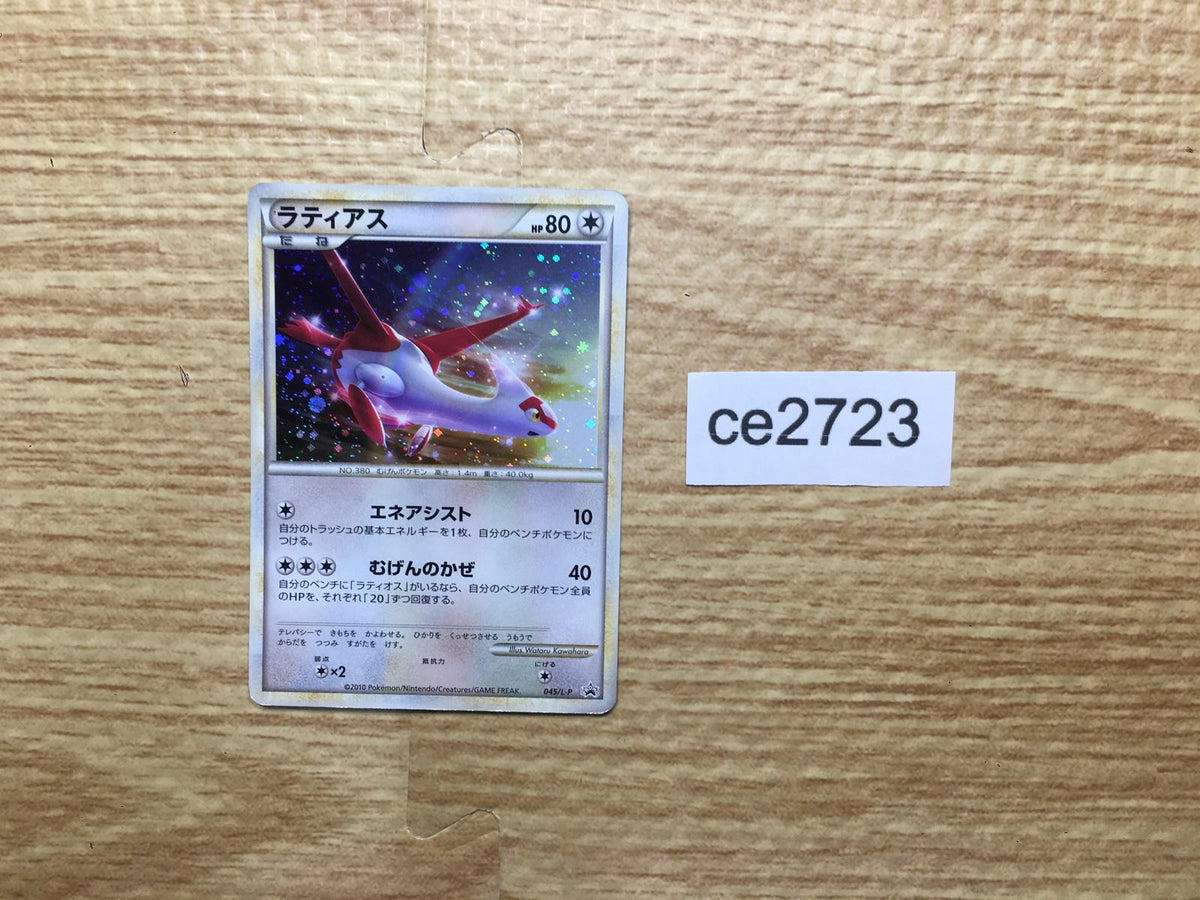 ラティアス
HP80
たね
NO.380 むげんポケモン 高さ:1.4m 重さ:40.0kg
エネアシスト 10
自分のトラッシュの基本エネルギーを1枚、自分のベンチポケモンに
つける。
むげんのかぜ 40
自分のベンチに「ラティオス」がいるなら、自分のベンチポケモン全員
のHPを、それぞれ「20」ずつ回復する。
テレパシーで きもちを かよわせる。 ひかりを くっせつさせる うもうで
からだを つつみ すがたを けす。
Illus. Wataru Kawahara
弱点 抵抗力 にげる
×2
©2010 Pokémon/Nintendo/Creatures/GAME FREAK. 045/L-P
ce2723